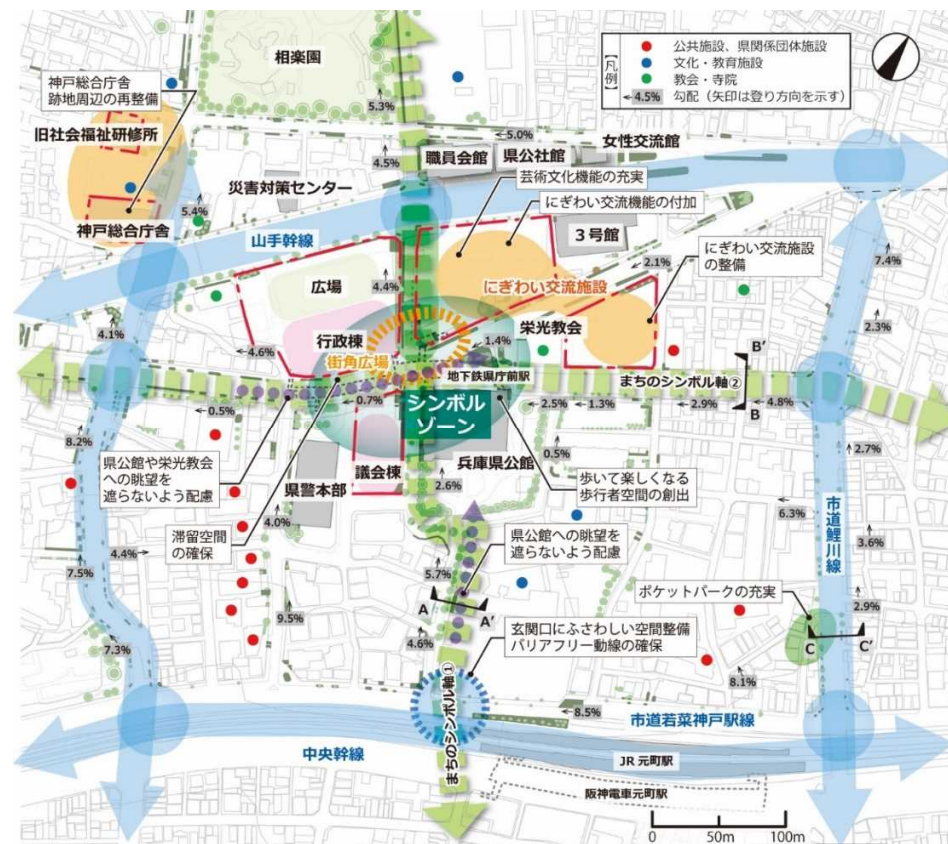 相楽園
神戸総合庁舎
跡地周辺の再整備
旧社会福祉研修所
神戸総合庁舎
【凡例】
公共施設、県関係団体施設
文化・教育施設
教会・寺院
4.5% 勾配（矢印は登り方向を示す）
5.3%
5.0%
4.5%
職員会館
県公社館
女性交流館
災害対策センター
芸術文化機能の充実
にぎわい交流機能の付加
5.4%
山手幹線
3号館
にぎわい交流施設
の整備
2.1%
7.4%
広場
4.4%
にぎわい交流施設
2.3%
4.1%
行政棟
栄光教会
4.6%
街角広場
1.4%
地下鉄県庁前駅
B'
まちのシンボル軸②
B
0.5%
0.7%
シンボル
ゾーン
2.5%
1.3%
2.9%
4.8%
8.2%
0.5%
2.7%
県公館や栄光教会
への眺望を
遮らないよう配慮
県警本部
議会棟
2.6%
兵庫県公館
歩いて楽しくなる
歩行者空間の創出
滞留空間
の確保
4.0%
県公館への眺望を
遮らないよう配慮
6.3%
市道鯉川線
3.6%
4.4%
7.5%
5.7%
ポケットパークの充実
2.9%
A
A'
9.5%
4.6%
玄関口にふさわしい空間整備
バリアフリー動線の確保
C
C'
7.3%
8.1%
まちのシンボル軸①
8.5%
市道若菜神戸駅線
中央幹線
JR 元町駅
阪神電車元町駅
0 50m 100m